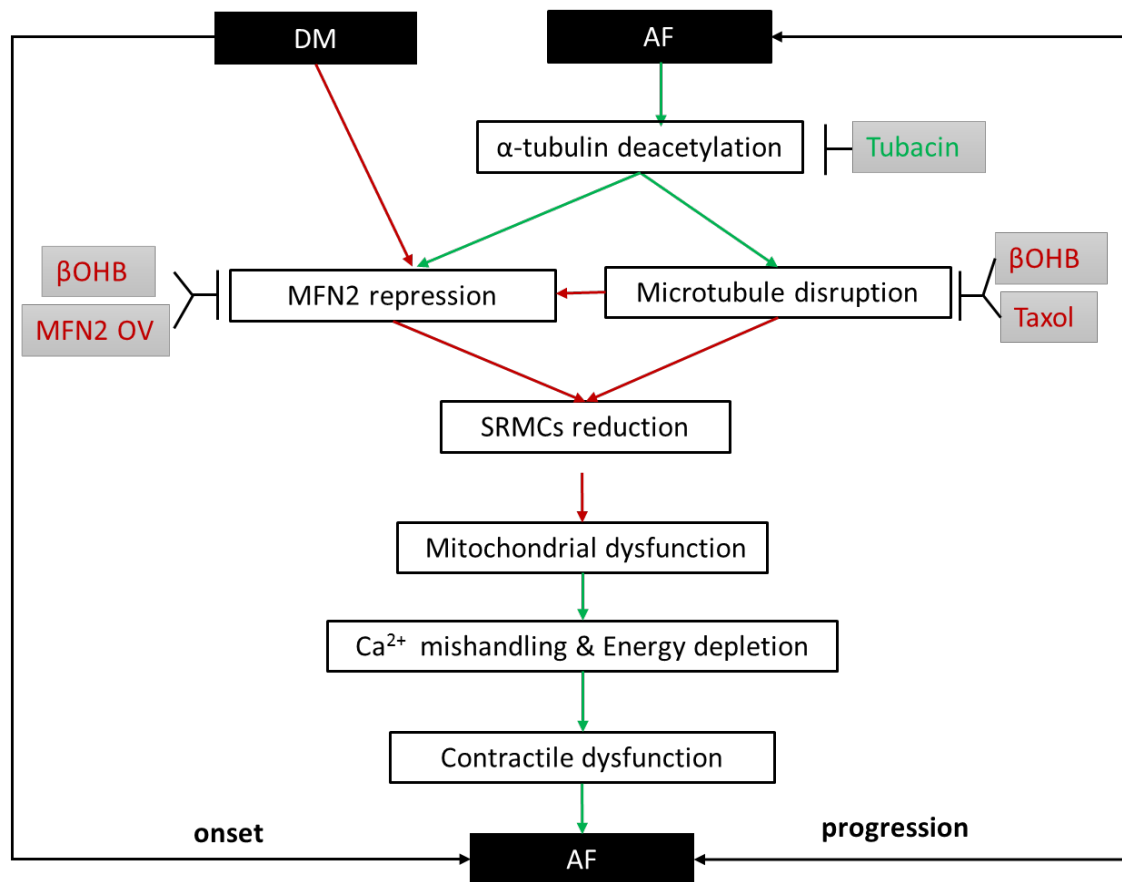 DM
AF
α-tubulin deacetylation
Tubacin
βOHB
MFN2 OV
MFN2 repression
Microtubule disruption
βOHB
Taxol
SRMCs reduction
Mitochondrial dysfunction
Ca²⁺ mishandling & Energy depletion
Contractile dysfunction
onset
progression
AF